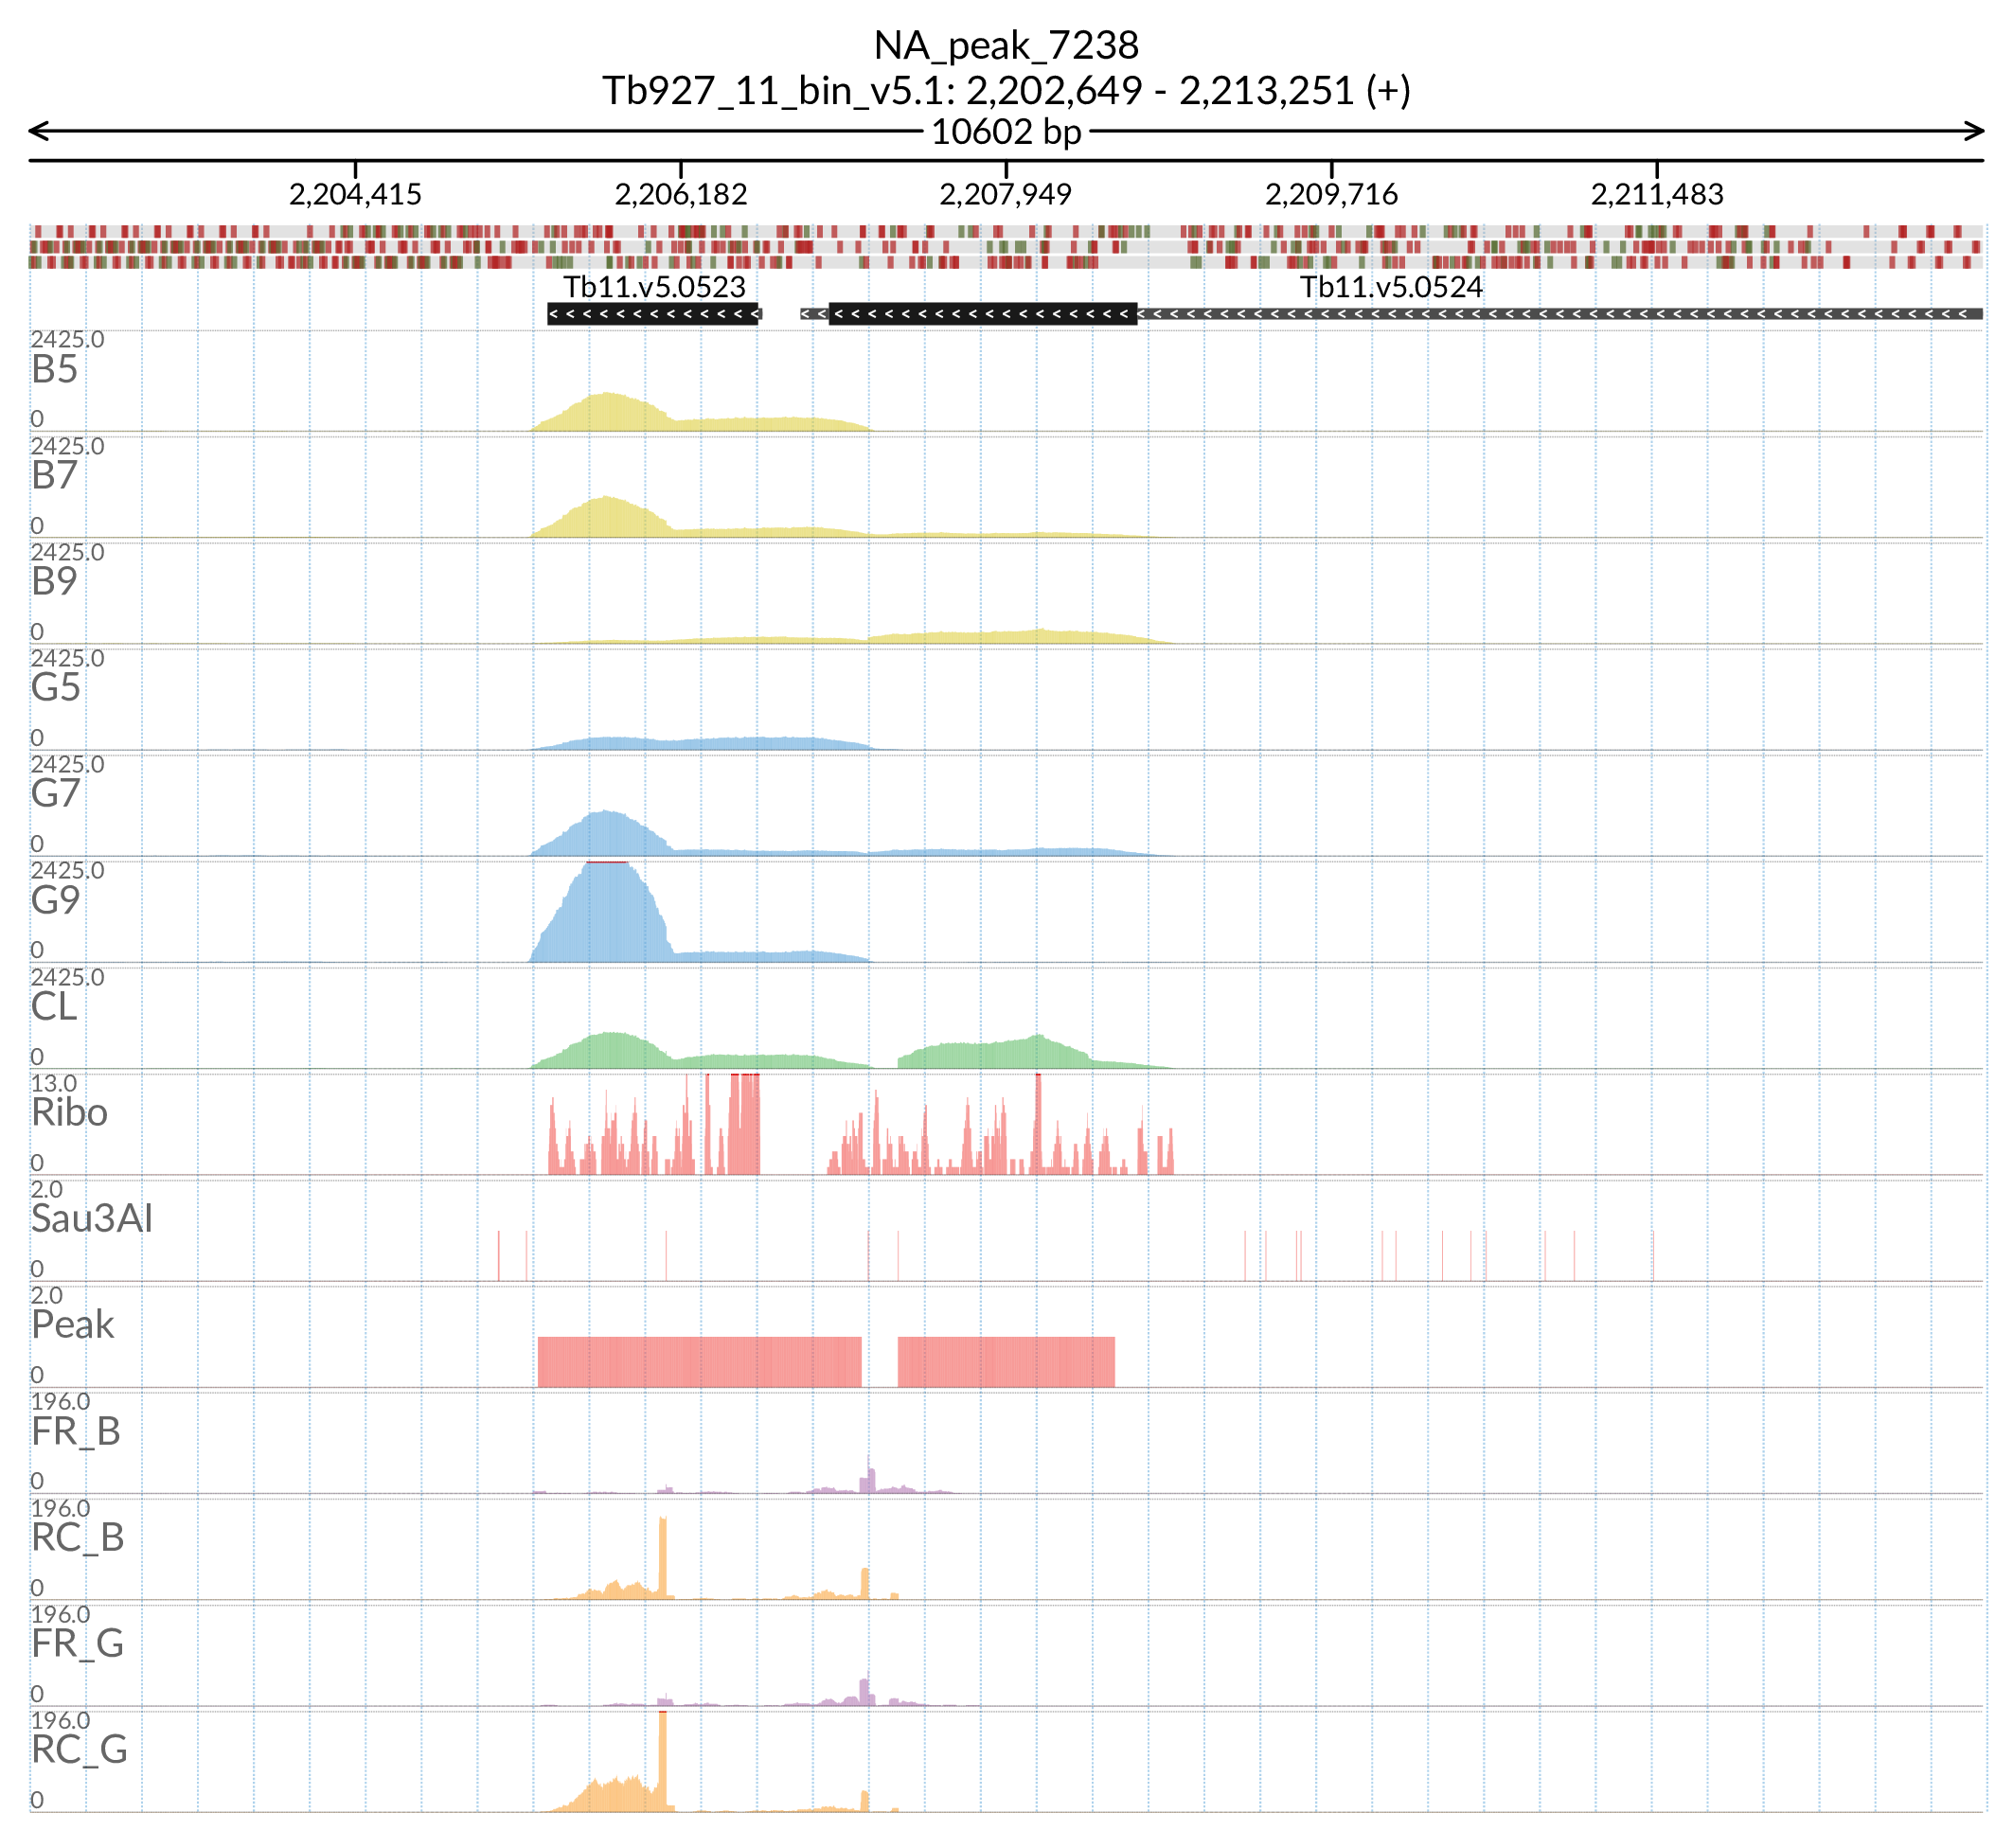 NA_peak_7238
Tb927_11_bin_v5.1: 2,202,649 - 2,213,251 (+)
10602 bp
2,204,415 2,206,182 2,207,949 2,209,716 2,211,483
Tb11.v5.0523 Tb11.v5.0524
2425.0
B5
0
2425.0
B7
0
2425.0
B9
0
2425.0
G5
0
2425.0
G7
0
2425.0
G9
0
2425.0
CL
0
13.0
Ribo
0
2.0
Sau3AI
0
2.0
Peak
0
196.0
FR_B
0
196.0
RC_B
0
196.0
FR_G
0
196.0
RC_G
0